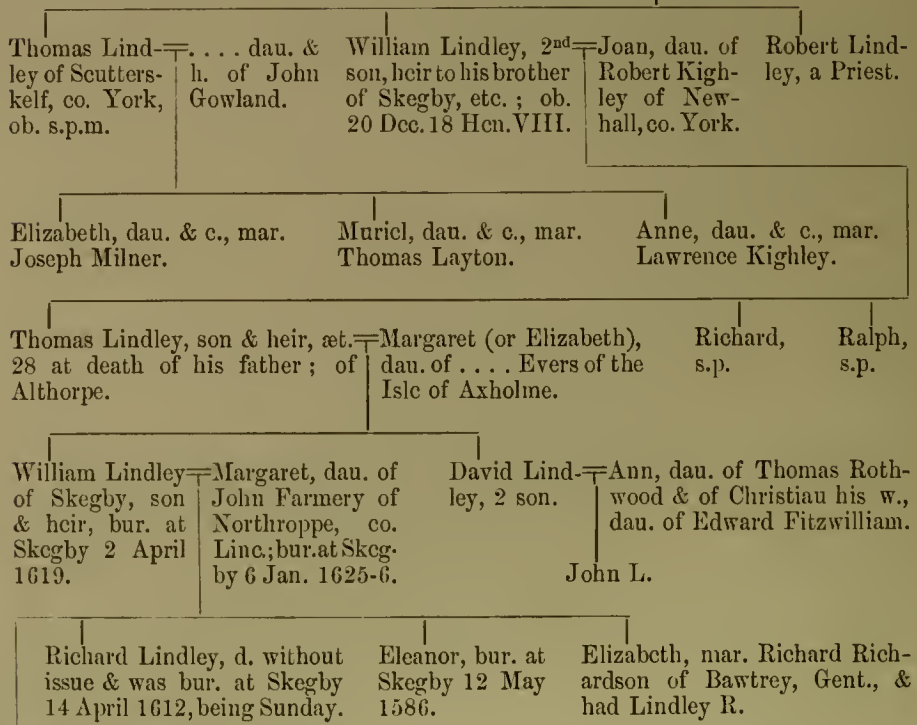 Thomas Lind-
ley of Scutters-
kelf, co. York,
ob. s.p.m.
. . . . dau. &
h. of John
Gowland.
William Lindley, 2nd
son, heir to his brother
of Skegby, etc. ; ob.
20 Dec. 18 Hen. VIII.
Joan, dau. of
Robert Kigh-
ley of New-
hall, co. York.
Robert Lind-
ley, a Priest.
Elizabeth, dau. & c., mar.
Joseph Milner.
Muriel, dau. & c., mar.
Thomas Layton.
Anne, dau. & c., mar.
Lawrence Kighley.
Thomas Lindley, son & heir, æt.
28 at death of his father ; of
Althorpe.
Margaret (or Elizabeth),
dau. of . . . . Evers of the
Isle of Axholme.
Richard,
s.p.
Ralph,
s.p.
William Lindley
of Skegby, son
& heir, bur. at
Skegby 2 April
1619.
Margaret, dau. of
John Farmery of
Northroppe, co.
Linc.; bur. at Skeg-
by 6 Jan. 1625-6.
David Lind-
ley, 2 son.
Ann, dau. of Thomas Roth-
wood & of Christiau his w.,
dau. of Edward Fitzwilliam.
John L.
Richard Lindley, d. without
issue & was bur. at Skegby
14 April 1612, being Sunday.
Eleanor, bur. at
Skegby 12 May
1586.
Elizabeth, mar. Richard Rich-
ardson of Bawtrey, Gent., &
had Lindley R.